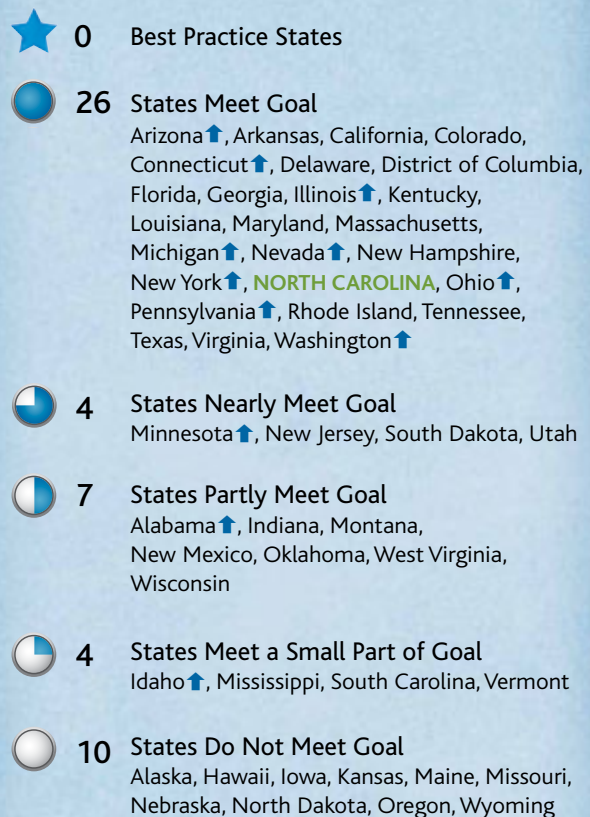 0 Best Practice States
26 States Meet Goal
Arizona⬆, Arkansas, California, Colorado,
Connecticut⬆, Delaware, District of Columbia,
Florida, Georgia, Illinois⬆, Kentucky,
Louisiana, Maryland, Massachusetts,
Michigan⬆, Nevada⬆, New Hampshire,
New York⬆, NORTH CAROLINA, Ohio⬆,
Pennsylvania⬆, Rhode Island, Tennessee,
Texas, Virginia, Washington⬆
4 States Nearly Meet Goal
Minnesota⬆, New Jersey, South Dakota, Utah
7 States Partly Meet Goal
Alabama⬆, Indiana, Montana,
New Mexico, Oklahoma, West Virginia,
Wisconsin
4 States Meet a Small Part of Goal
Idaho⬆, Mississippi, South Carolina, Vermont
10 States Do Not Meet Goal
Alaska, Hawaii, Iowa, Kansas, Maine, Missouri,
Nebraska, North Dakota, Oregon, Wyoming